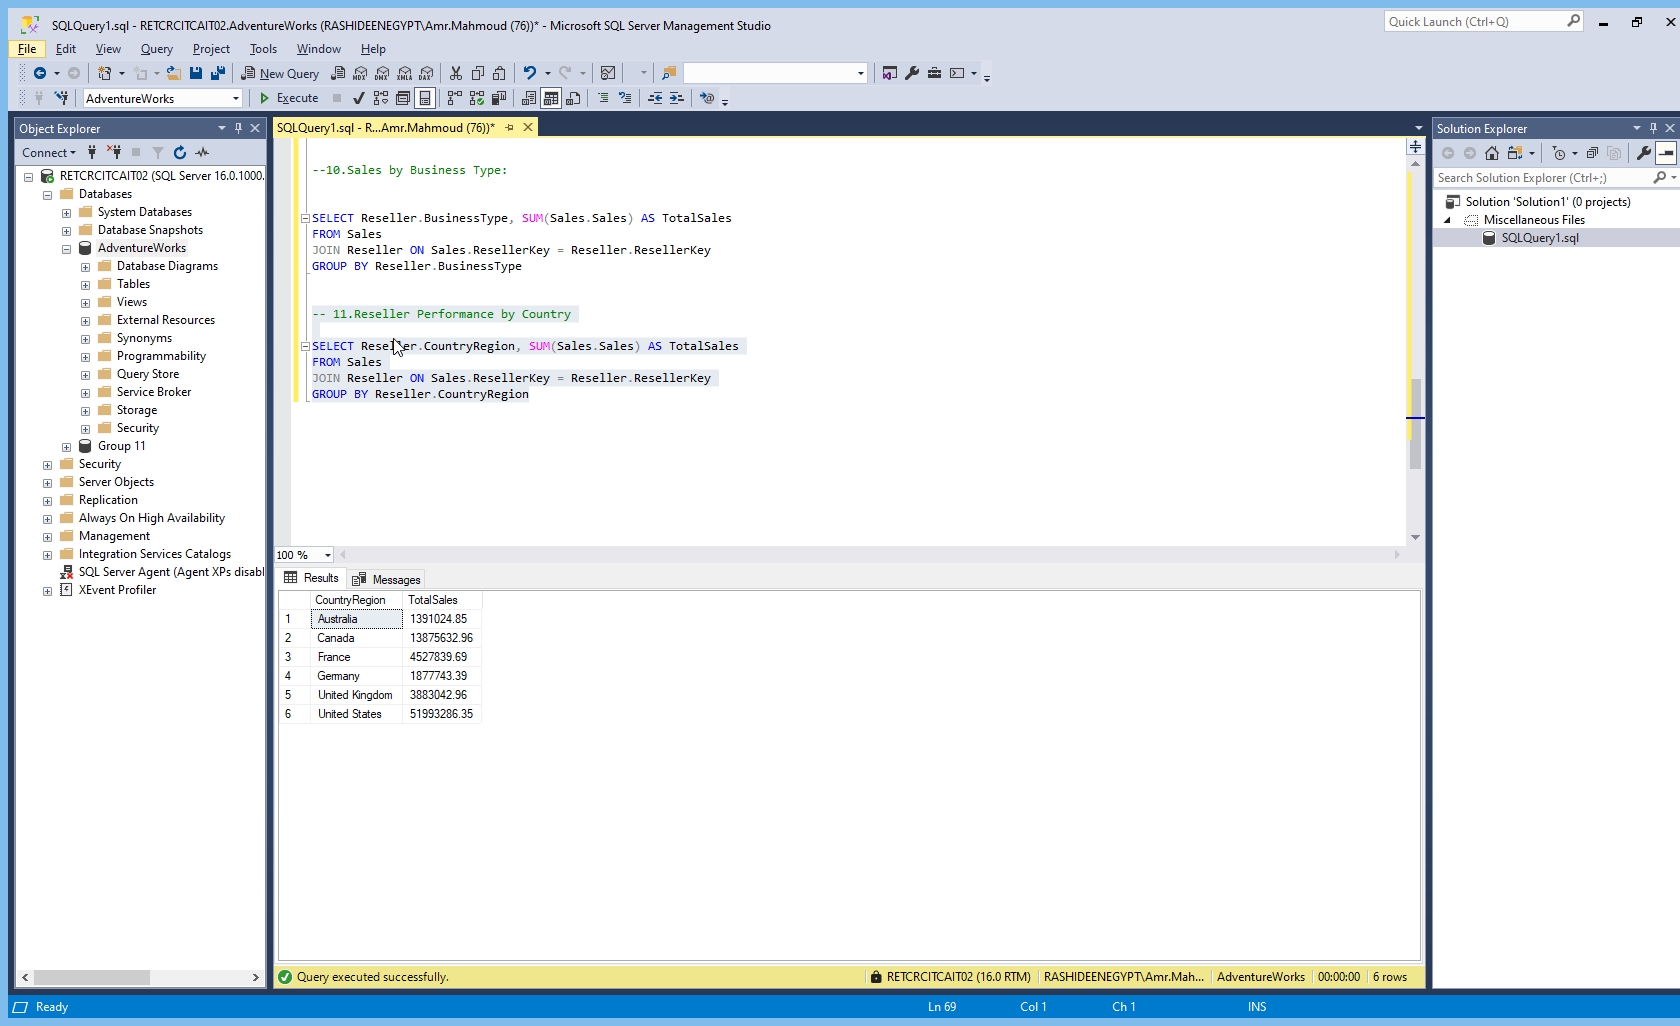 SQLQuery1.sql - RETCRCITCAIT02.AdventureWorks (RASHIDEENEGYPT\Amr.Mahmoud (76))* - Microsoft SQL Server Management Studio
Quick Launch (Ctrl+Q)
File Edit View Query Project Tools Window Help
New Query
MDX DMX XMLA DAX
AdventureWorks
Execute
Object Explorer
Connect
RETCRCITCAIT02 (SQL Server 16.0.1000.
Databases
System Databases
Database Snapshots
AdventureWorks
Database Diagrams
Tables
Views
External Resources
Synonyms
Programmability
Query Store
Service Broker
Storage
Security
Group 11
Security
Server Objects
Replication
Always On High Availability
Management
Integration Services Catalogs
SQL Server Agent (Agent XPs disabl
XEvent Profiler
SQLQuery1.sql - R...Amr.Mahmoud (76))*
--10.Sales by Business Type:
SELECT Reseller.BusinessType, SUM(Sales.Sales) AS TotalSales
FROM Sales
JOIN Reseller ON Sales.ResellerKey = Reseller.ResellerKey
GROUP BY Reseller.BusinessType
-- 11.Reseller Performance by Country
SELECT Reseller.CountryRegion, SUM(Sales.Sales) AS TotalSales
FROM Sales
JOIN Reseller ON Sales.ResellerKey = Reseller.ResellerKey
GROUP BY Reseller.CountryRegion
100 %
Results Messages
CountryRegion TotalSales
1 Australia 1391024.85
2 Canada 13875632.96
3 France 4527839.69
4 Germany 1877743.39
5 United Kingdom 3883042.96
6 United States 51993286.35
Query executed successfully.
RETCRCITCAIT02 (16.0 RTM) RASHIDEENEGYPT\Amr.Mah... AdventureWorks 00:00:00 6 rows
Solution Explorer
Search Solution Explorer (Ctrl+;)
Solution 'Solution1' (0 projects)
Miscellaneous Files
SQLQuery1.sql
Ready Ln 69 Col 1 Ch 1 INS